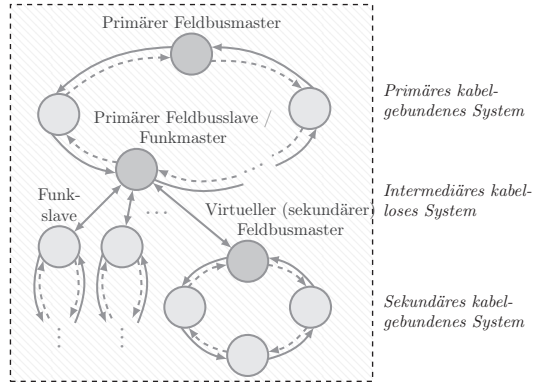 Primärer Feldbusmaster
Primärer Feldbusslave /
Funkmaster
Primäres kabel-
gebundenes System
Funk-
slave
Virtueller (sekundärer)
Feldbusmaster
Intermediäres kabel-
loses System
Sekundäres kabel-
gebundenes System